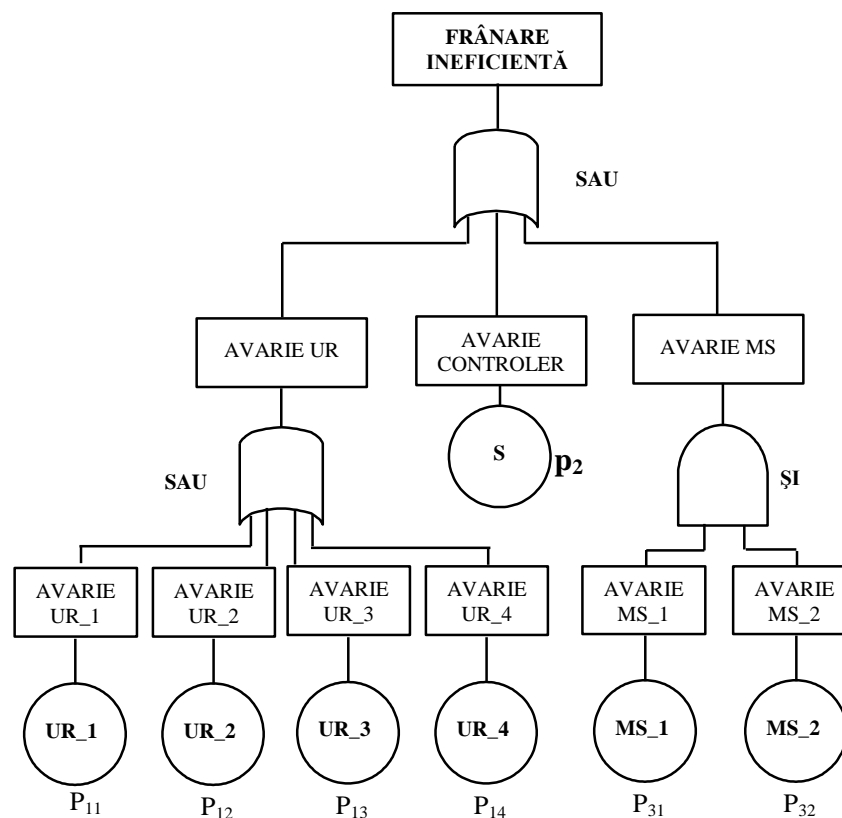 FRÂNARE
INEFICIENTĂ
SAU
AVARIE UR
AVARIE
CONTROLER
AVARIE MS
S
p2
SAU
ŞI
AVARIE
UR_1
AVARIE
UR_2
AVARIE
UR_3
AVARIE
UR_4
AVARIE
MS_1
AVARIE
MS_2
UR_1
UR_2
UR_3
UR_4
MS_1
MS_2
P11
P12
P13
P14
P31
P32